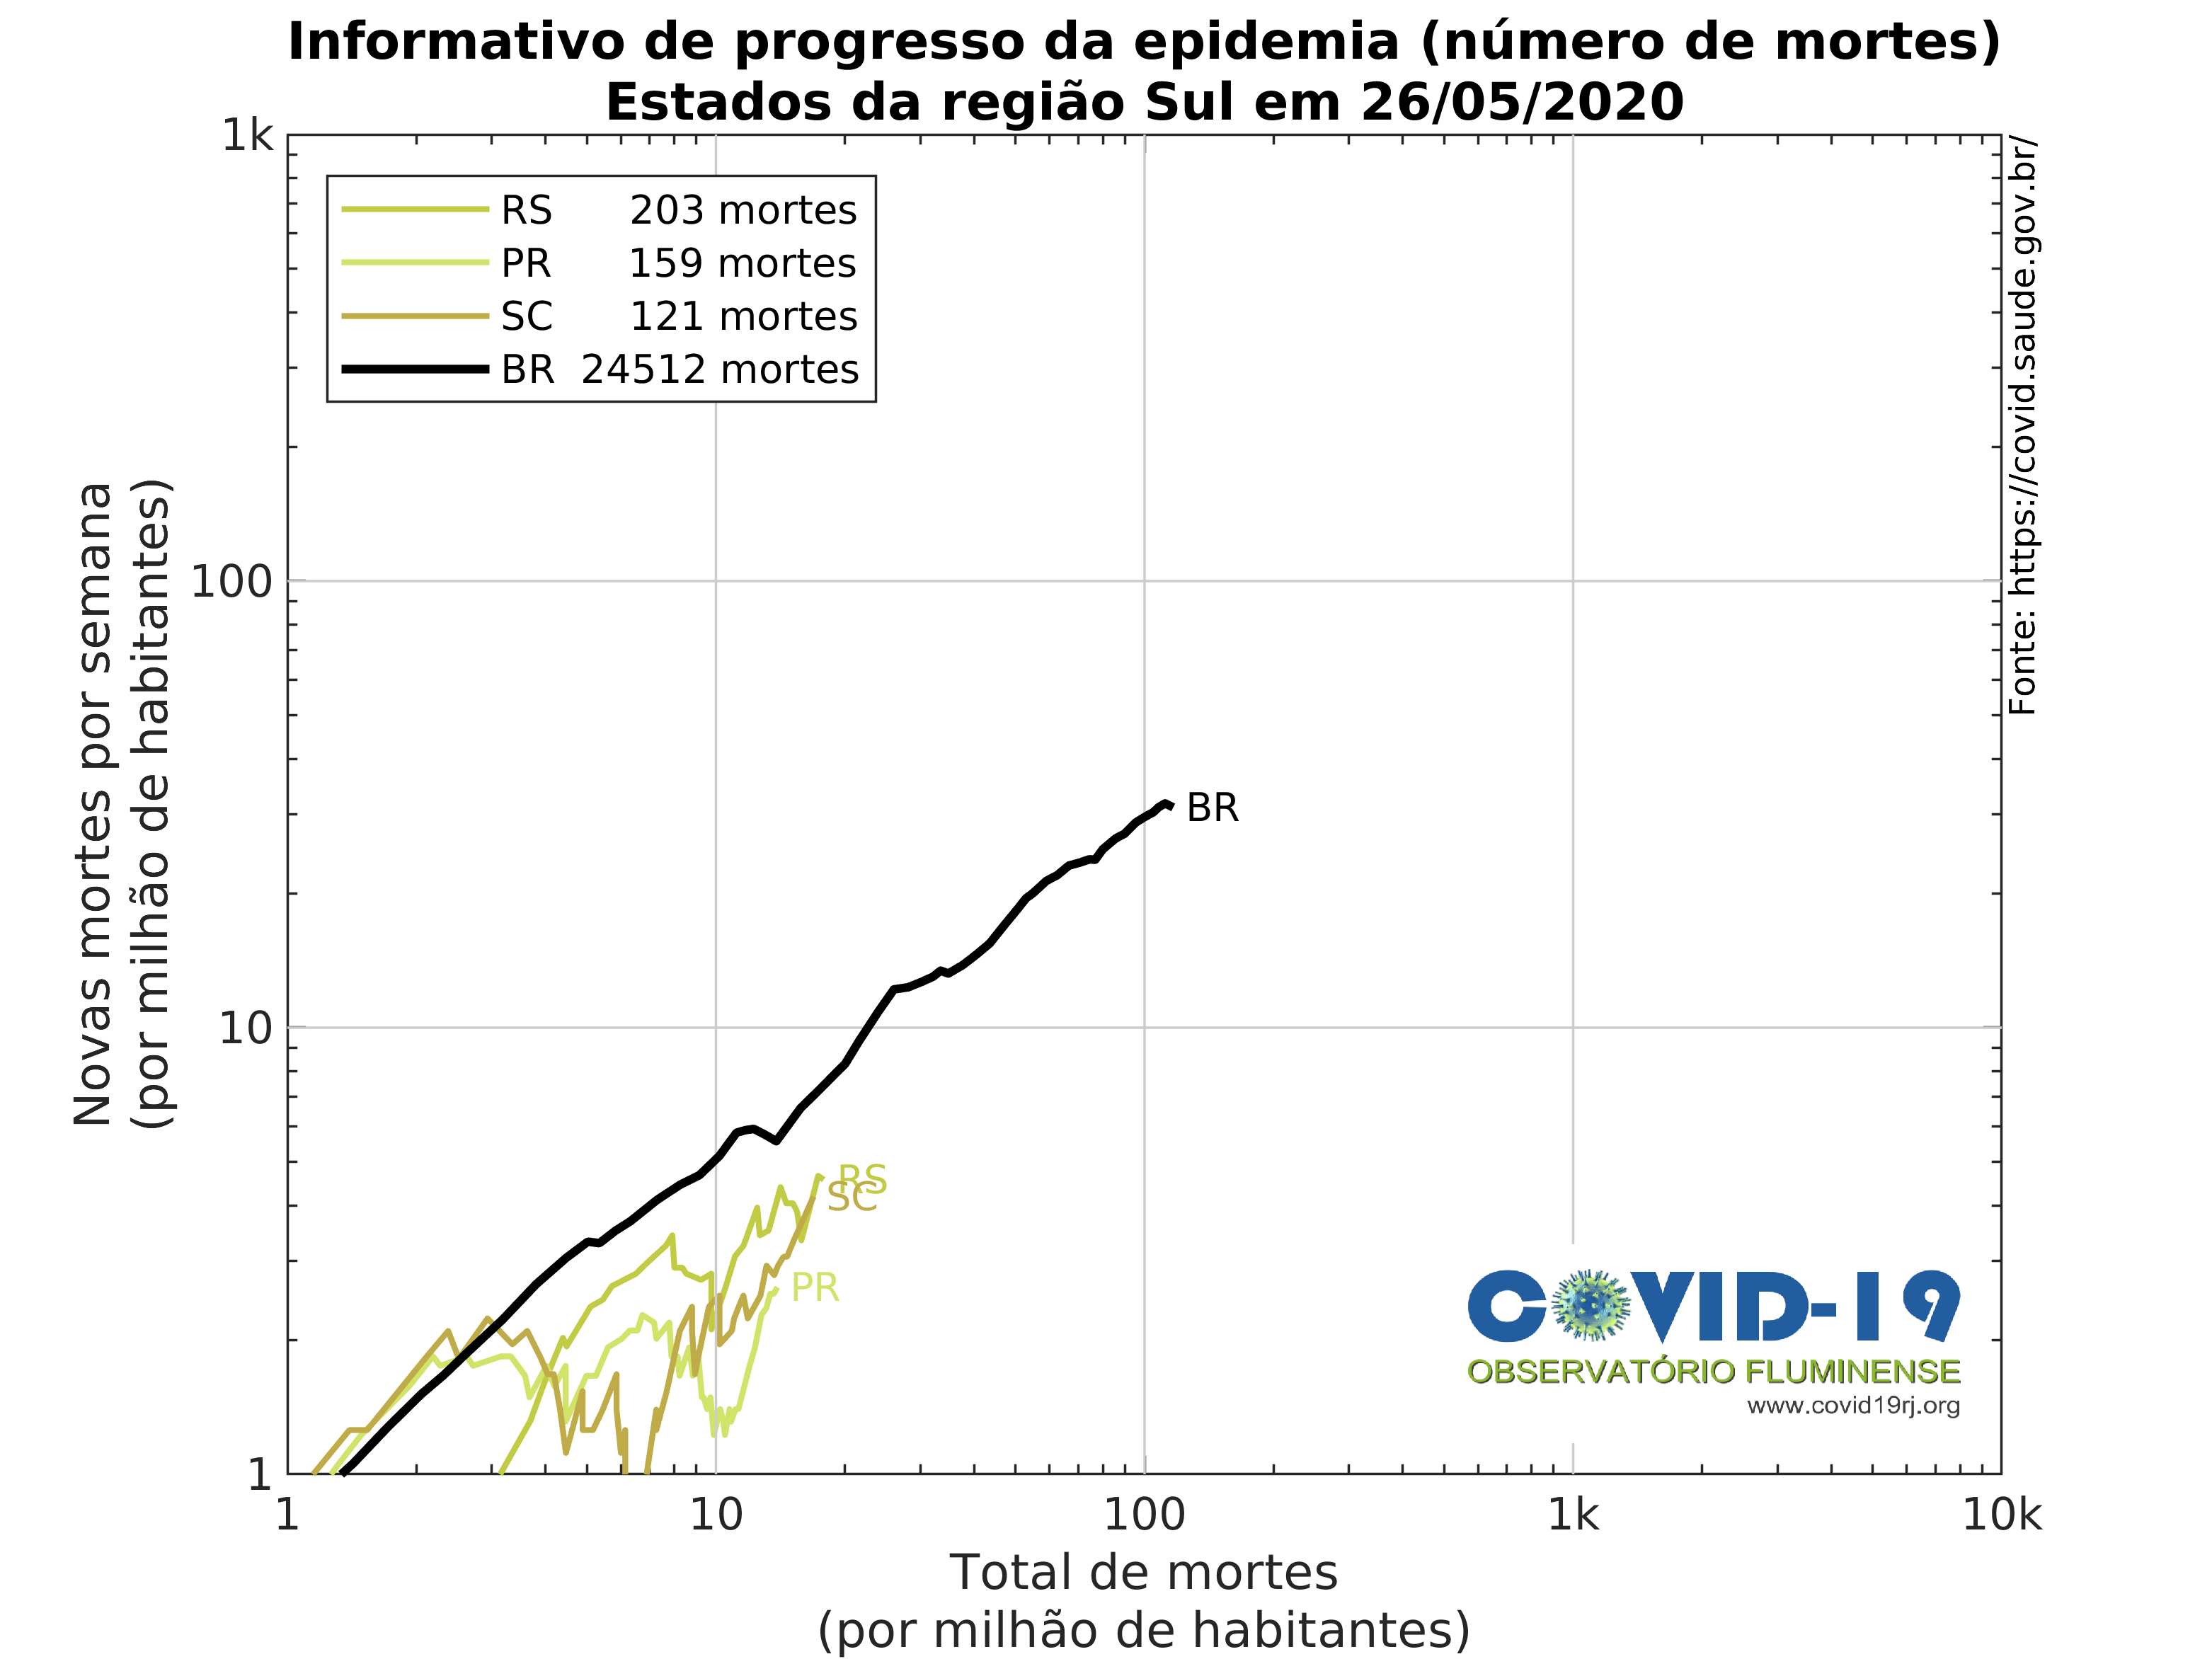 Informativo de progresso da epidemia (número de mortes)
Estados da região Sul em 26/05/2020
1k
100
10
1
Novas mortes por semana
(por milhão de habitantes)
RS 203 mortes
PR 159 mortes
SC 121 mortes
BR 24512 mortes
BR
RS
SC
PR
Fonte: https://covid.saude.gov.br/
COVID-19
OBSERVATÓRIO FLUMINENSE
www.covid19rj.org
1
10
100
1k
10k
Total de mortes
(por milhão de habitantes)